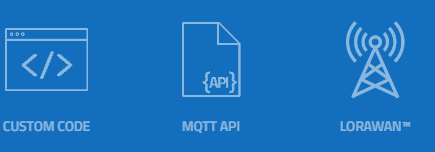 </>
{API}
CUSTOM CODE
MQTT API
LORAWAN™